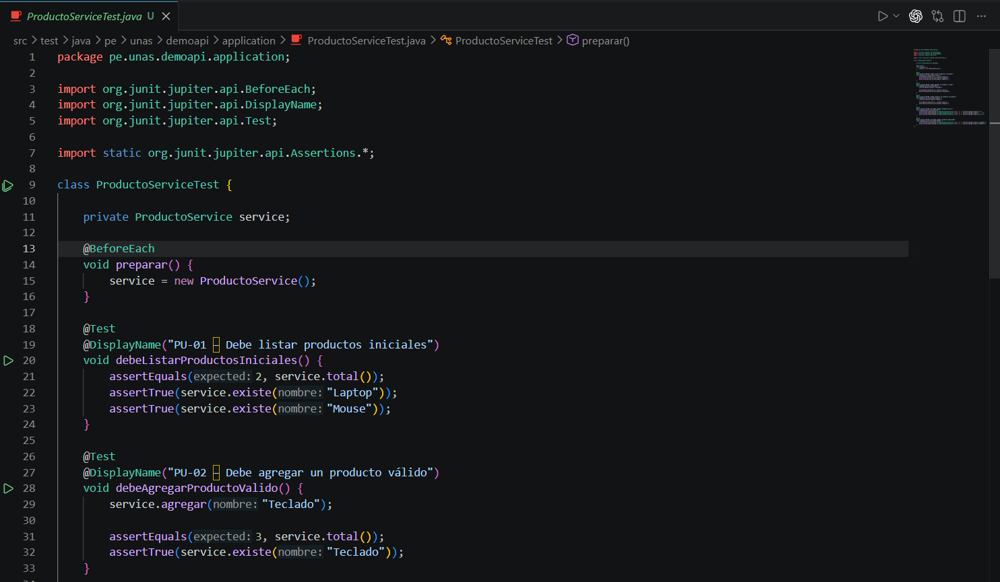 ProductoServiceTest.java U
src > test > java > pe > unas > demoapi > application > ProductoServiceTest.java > ProductoServiceTest > preparar()
1 package pe.unas.demoapi.application;
2
3 import org.junit.jupiter.api.BeforeEach;
4 import org.junit.jupiter.api.DisplayName;
5 import org.junit.jupiter.api.Test;
6
7 import static org.junit.jupiter.api.Assertions.*;
8
9 class ProductoServiceTest {
10
11 private ProductoService service;
12
13 @BeforeEach
14 void preparar() {
15 service = new ProductoService();
16 }
17
18 @Test
19 @DisplayName("PU-01 – Debe listar productos iniciales")
20 void debeListarProductosIniciales() {
21 assertEquals(expected: 2, service.total());
22 assertTrue(service.existe(nombre: "Laptop"));
23 assertTrue(service.existe(nombre: "Mouse"));
24 }
25
26 @Test
27 @DisplayName("PU-02 – Debe agregar un producto válido")
28 void debeAgregarProductoValido() {
29 service.agregar(nombre: "Teclado");
30
31 assertEquals(expected: 3, service.total());
32 assertTrue(service.existe(nombre: "Teclado"));
33 }